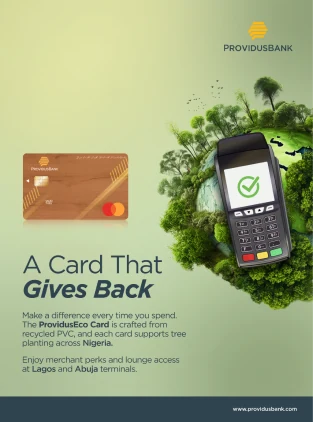 PROVIDUSBANK
PROVIDUSBANK
A Card That
Gives Back
Make a difference every time you spend.
The ProvidusEco Card is crafted from
recycled PVC, and each card supports tree
planting across Nigeria.
Enjoy merchant perks and lounge access
at Lagos and Abuja terminals.
www.providusbank.com